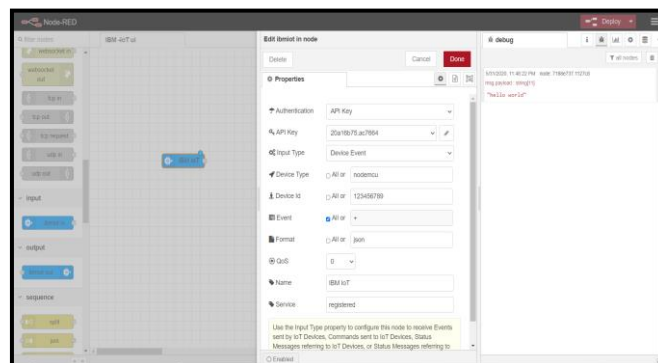 Node-RED
Deploy
filter nodes
websocket in
websocket out
tcp in
tcp out
tcp request
udp in
udp out
input
ibmiot in
output
ibmiot out
sequence
split
join
IBM IoT
Edit ibmiot in node
Delete
Cancel
Done
Properties
Authentication
API Key
API Key
Input Type
Device Event
Device Type
All or
nodemcu
Device Id
All or
123456789
Event
All or
+
Format
All or
json
QoS
0
Name
IBM IoT
Service
registered
Use the Input Type property to configure this node to receive Events
sent by IoT Devices, Commands sent to IoT Devices, Status
Messages referring to IoT Devices, or Status Messages referring to
Enabled
debug
all nodes
"hello world"